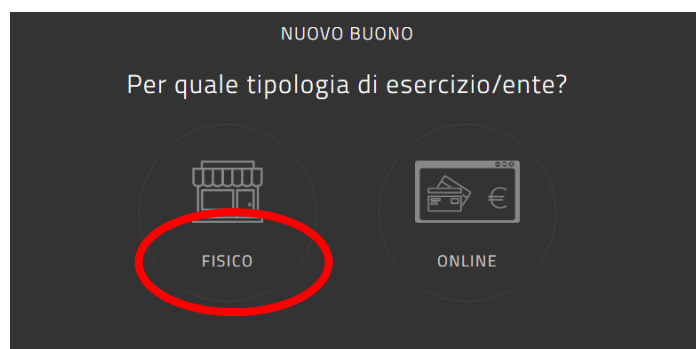 NUOVO BUONO
Per quale tipologia di esercizio/ente?
FISICO
ONLINE